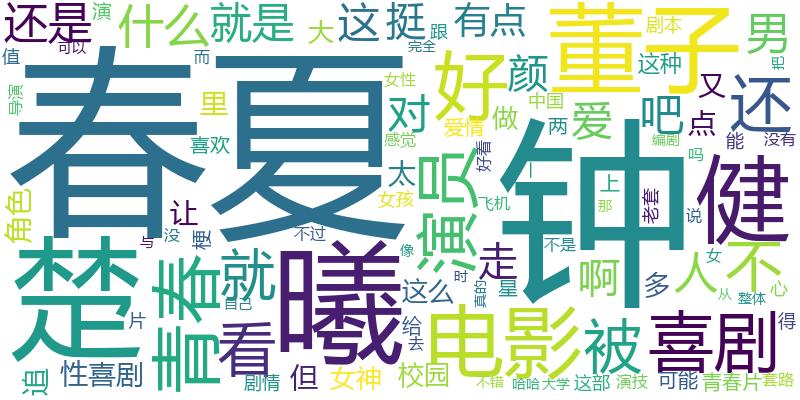 还是
什么
就是
大
这
挺
跟
有点
董子
剧本
男
值
演
可以
而
完全
女性
这种
把
导演
里
春夏
对
好
颜
中国
又
还
喜欢
爱情
做
两
爱
吧
点
编剧
能
没有
感觉
太
演员
好看
钟
吗
健
角色
让
女孩
一
上
老套
与
没
梗
不过
飞机
那
说
楚
青春
就
曦
像
走
不是
啊
人
不
女
心
这么
时
真的
星
多
从
整体
自己
片
看
给
去
电影
被
喜剧
得
追
性喜剧
剧情
但
女神
校园
不错
哈哈
大学
这部
演技
可能
青春片
套路